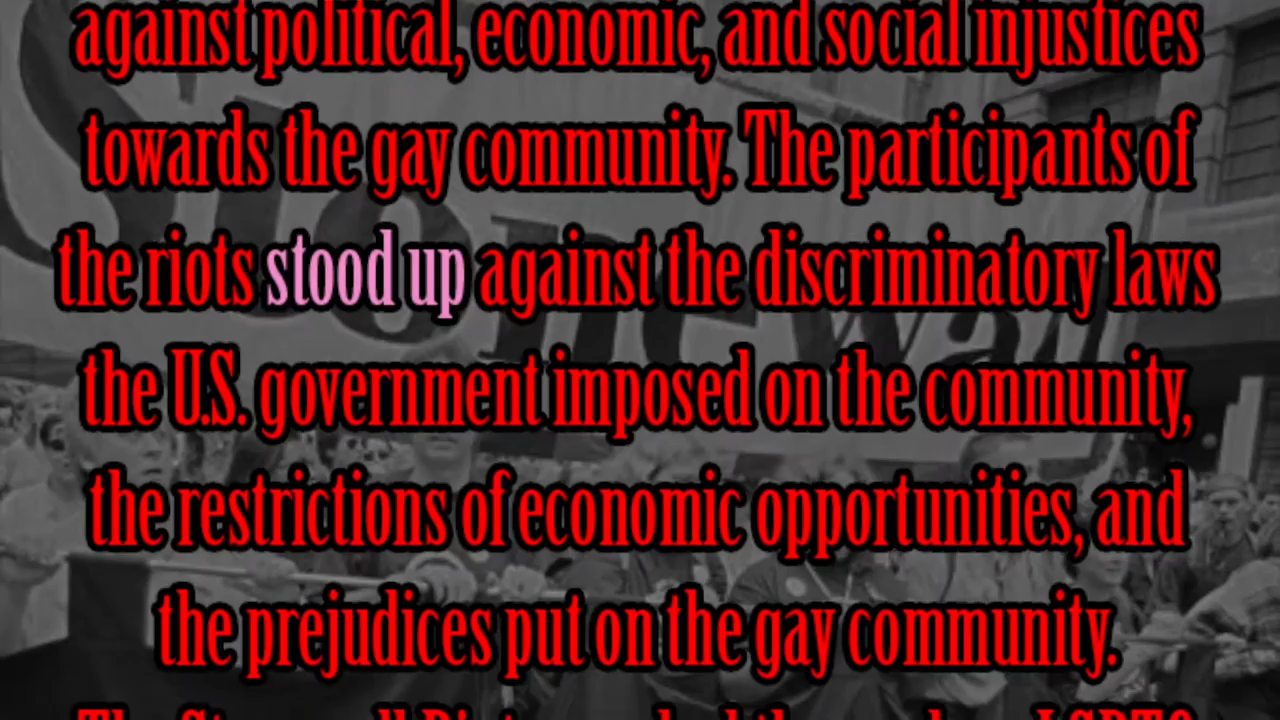 against political, economic, and social injustices
towards the gay community. The participants of
the riots stood up against the discriminatory laws
the U.S. government imposed on the community,
the restrictions of economic opportunities, and
the prejudices put on the gay community.
Stonewall